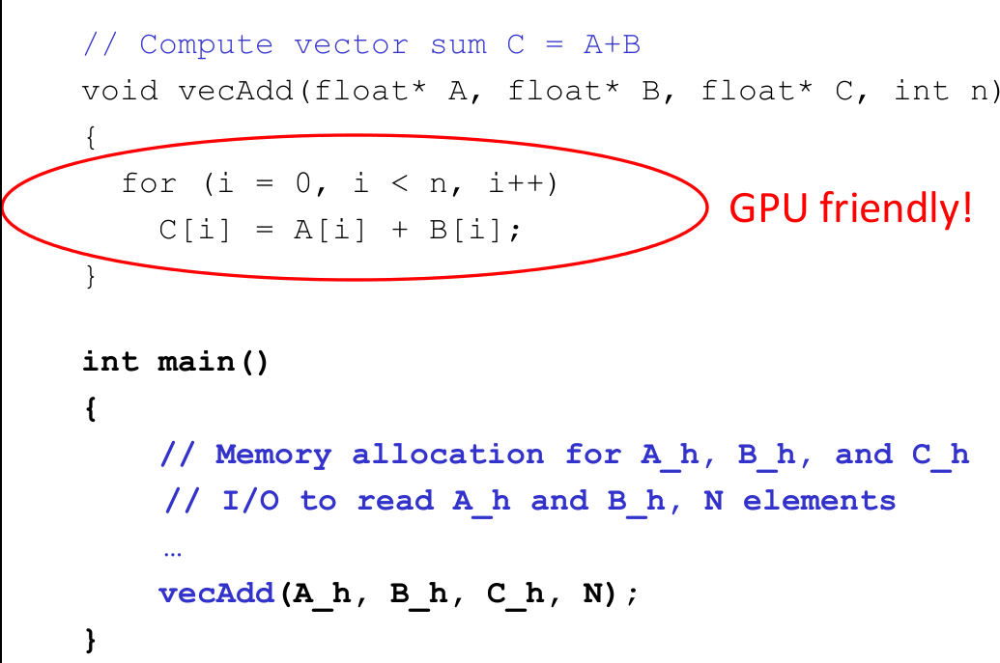 // Compute vector sum C = A+B
void vecAdd(float* A, float* B, float* C, int n)
{
for (i = 0, i < n, i++)
C[i] = A[i] + B[i];
GPU friendly!
}
int main()
{
// Memory allocation for A_h, B_h, and C_h
// I/O to read A_h and B_h, N elements
…
vecAdd(A_h, B_h, C_h, N);
}